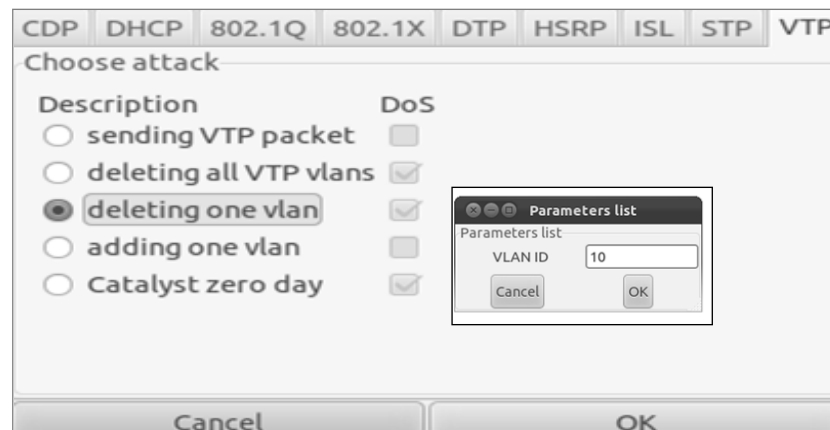 CDP DHCP 802.1Q 802.1X DTP HSRP ISL STP VTP
Choose attack
Description DoS
sending VTP packet
deleting all VTP vlans
deleting one vlan
adding one vlan
Catalyst zero day
Parameters list
Parameters list
VLAN ID 10
Cancel OK
Cancel OK